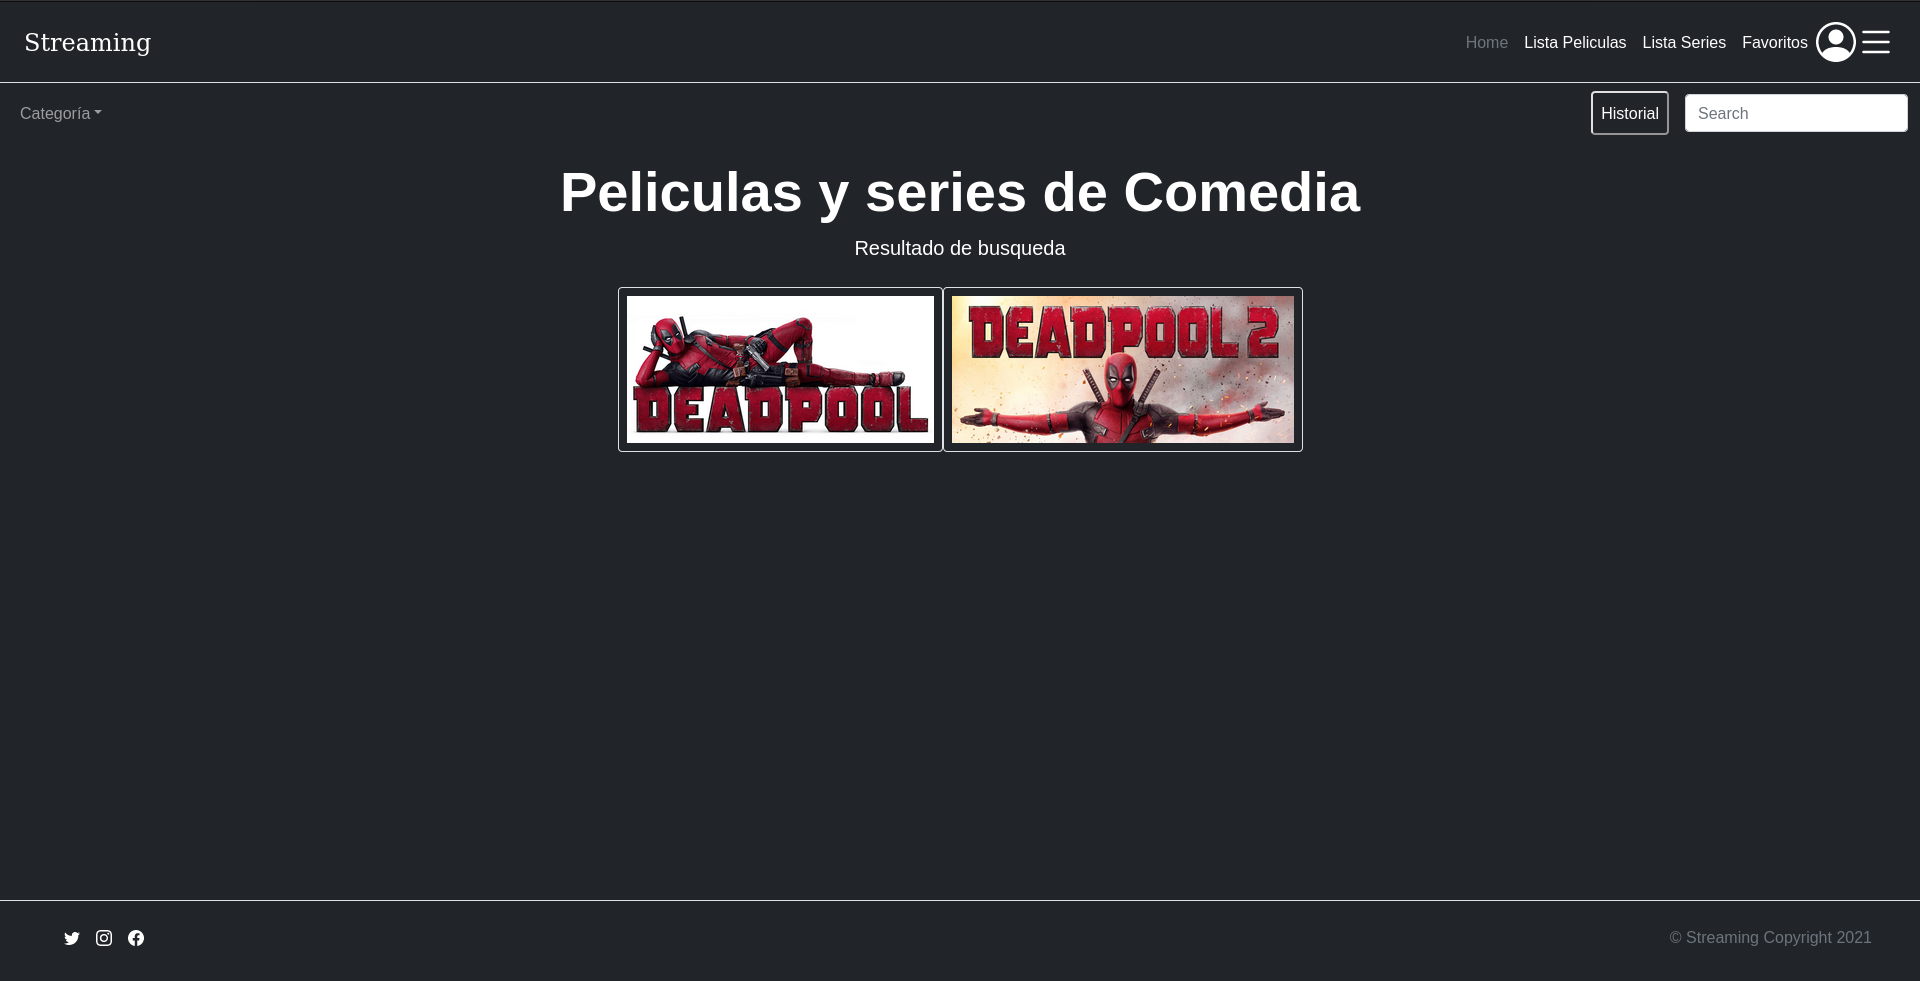 Streaming
Home Lista Peliculas Lista Series Favoritos
Categoría
Historial
Search
Peliculas y series de Comedia
Resultado de busqueda
DEADPOOL
DEADPOOL 2
© Streaming Copyright 2021